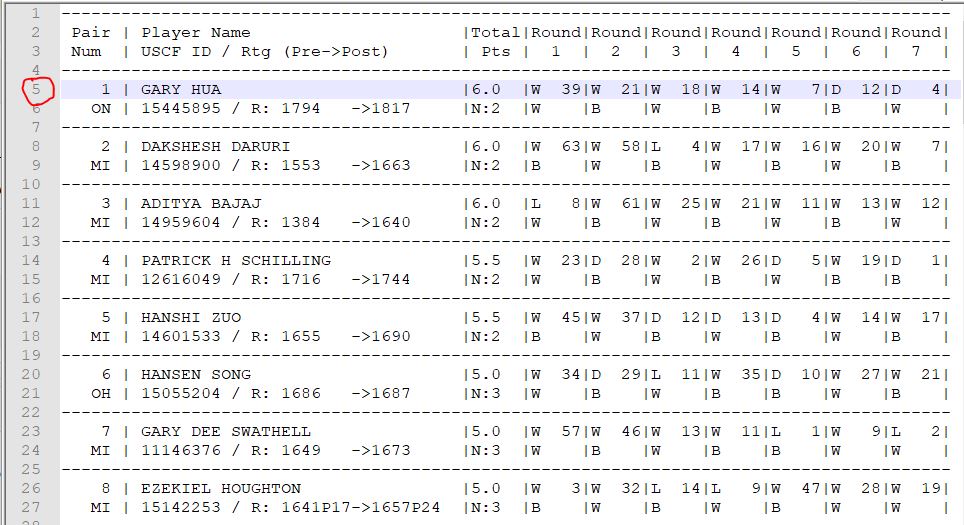 1 -----------------------------------------------------------------------------------------
2 Pair | Player Name                     |Total|Round|Round|Round|Round|Round|Round|Round|
3 Num  | USCF ID / Rtg (Pre->Post)       | Pts |  1  |  2  |  3  |  4  |  5  |  6  |  7  |
4 -----------------------------------------------------------------------------------------
5    1 | GARY HUA                        |6.0  |W  39|W  21|W  18|W  14|W   7|D  12|D   4|
6   ON | 15445895 / R: 1794   ->1817     |N:2  |W    |B    |W    |B    |W    |B    |W    |
7 -----------------------------------------------------------------------------------------
8    2 | DAKSHESH DARURI                 |6.0  |W  63|W  58|L   4|W  17|W  16|W  20|W   7|
9   MI | 14598900 / R: 1553   ->1663     |N:2  |B    |W    |B    |W    |B    |W    |B    |
10 -----------------------------------------------------------------------------------------
11    3 | ADITYA BAJAJ                    |6.0  |L   8|W  61|W  25|W  21|W  11|W  13|W  12|
12   MI | 14959604 / R: 1384   ->1640     |N:2  |W    |B    |W    |B    |W    |B    |W    |
13 -----------------------------------------------------------------------------------------
14    4 | PATRICK H SCHILLING             |5.5  |W  23|D  28|W   2|W  26|D   5|W  19|D   1|
15   MI | 12616049 / R: 1716   ->1744     |N:2  |W    |B    |W    |B    |W    |B    |B    |
16 -----------------------------------------------------------------------------------------
17    5 | HANSHI ZUO                      |5.5  |W  45|W  37|D  12|D  13|D   4|W  14|W  17|
18   MI | 14601533 / R: 1655   ->1690     |N:2  |B    |W    |B    |W    |B    |W    |B    |
19 -----------------------------------------------------------------------------------------
20    6 | HANSEN SONG                     |5.0  |W  34|D  29|L  11|W  35|D  10|W  27|W  21|
21   OH | 15055204 / R: 1686   ->1687     |N:3  |W    |B    |W    |B    |B    |W    |B    |
22 -----------------------------------------------------------------------------------------
23    7 | GARY DEE SWATHELL               |5.0  |W  57|W  46|W  13|W  11|L   1|W   9|L   2|
24   MI | 11146376 / R: 1649   ->1673     |N:3  |W    |B    |W    |B    |B    |W    |W    |
25 -----------------------------------------------------------------------------------------
26    8 | EZEKIEL HOUGHTON                |5.0  |W   3|W  32|L  14|L   9|W  47|W  28|W  19|
27   MI | 15142253 / R: 1641P17->1657P24  |N:3  |B    |W    |B    |W    |B    |W    |W    |
28